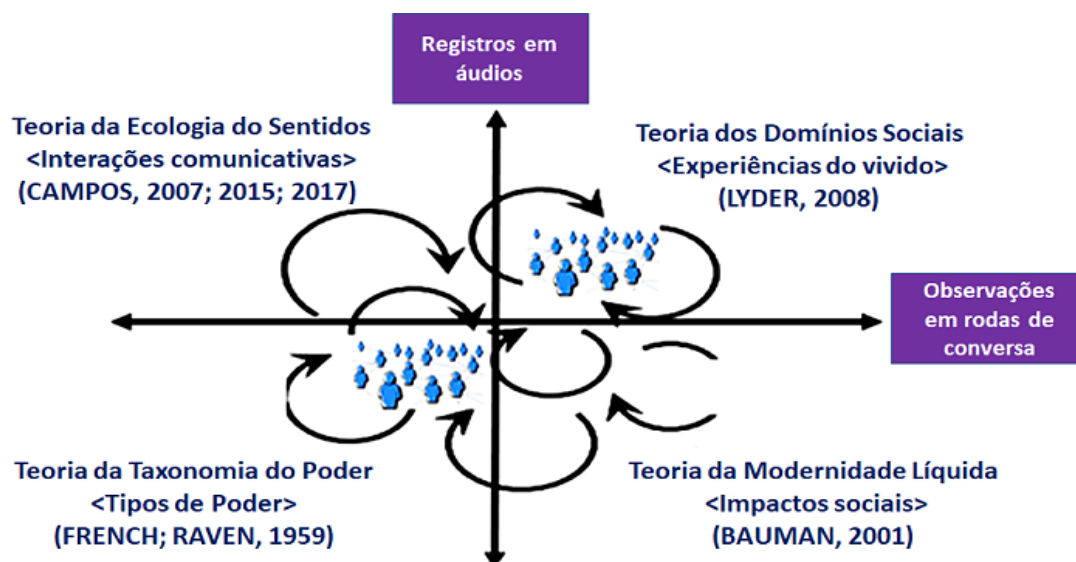 Registros em
áudios
Teoria da Ecologia do Sentidos
<Interações comunicativas>
(CAMPOS, 2007; 2015; 2017)
Teoria dos Domínios Sociais
<Experiências do vivido>
(LYDER, 2008)
Observações
em rodas de
conversa
Teoria da Taxonomia do Poder
<Tipos de Poder>
(FRENCH; RAVEN, 1959)
Teoria da Modernidade Líquida
<Impactos sociais>
(BAUMAN, 2001)